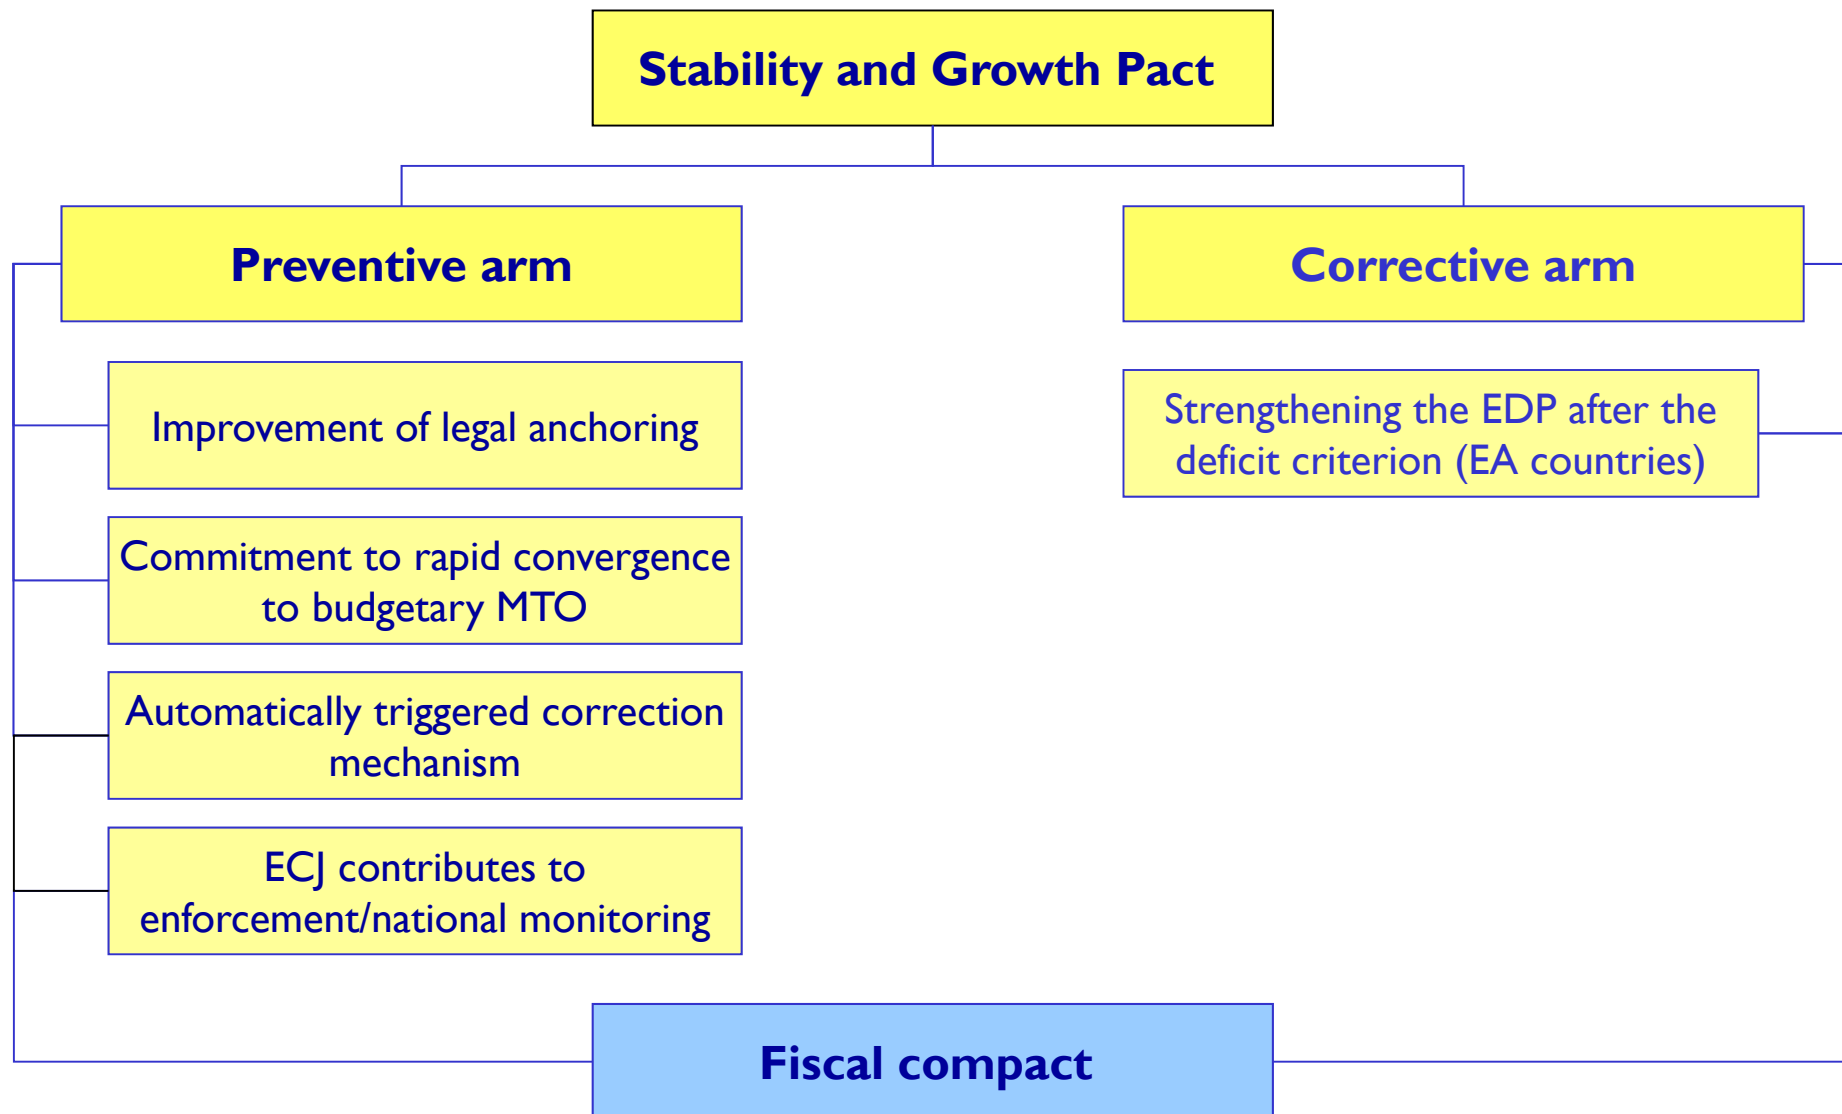 Stability and Growth Pact
Preventive arm
Corrective arm
Improvement of legal anchoring
Strengthening the EDP after the
deficit criterion (EA countries)
Commitment to rapid convergence
to budgetary MTO
Automatically triggered correction
mechanism
ECJ contributes to
enforcement/national monitoring
Fiscal compact